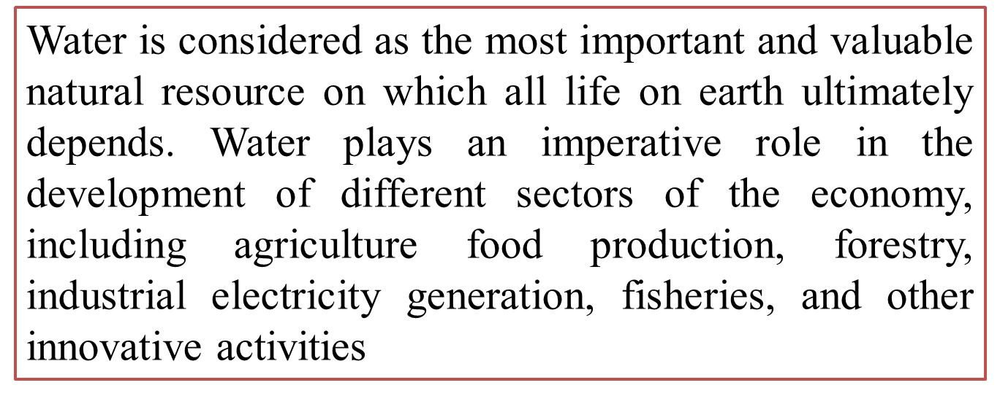 Water is considered as the most important and valuable
natural resource on which all life on earth ultimately
depends. Water plays an imperative role in the
development of different sectors of the economy,
including agriculture food production, forestry,
industrial electricity generation, fisheries, and other
innovative activities